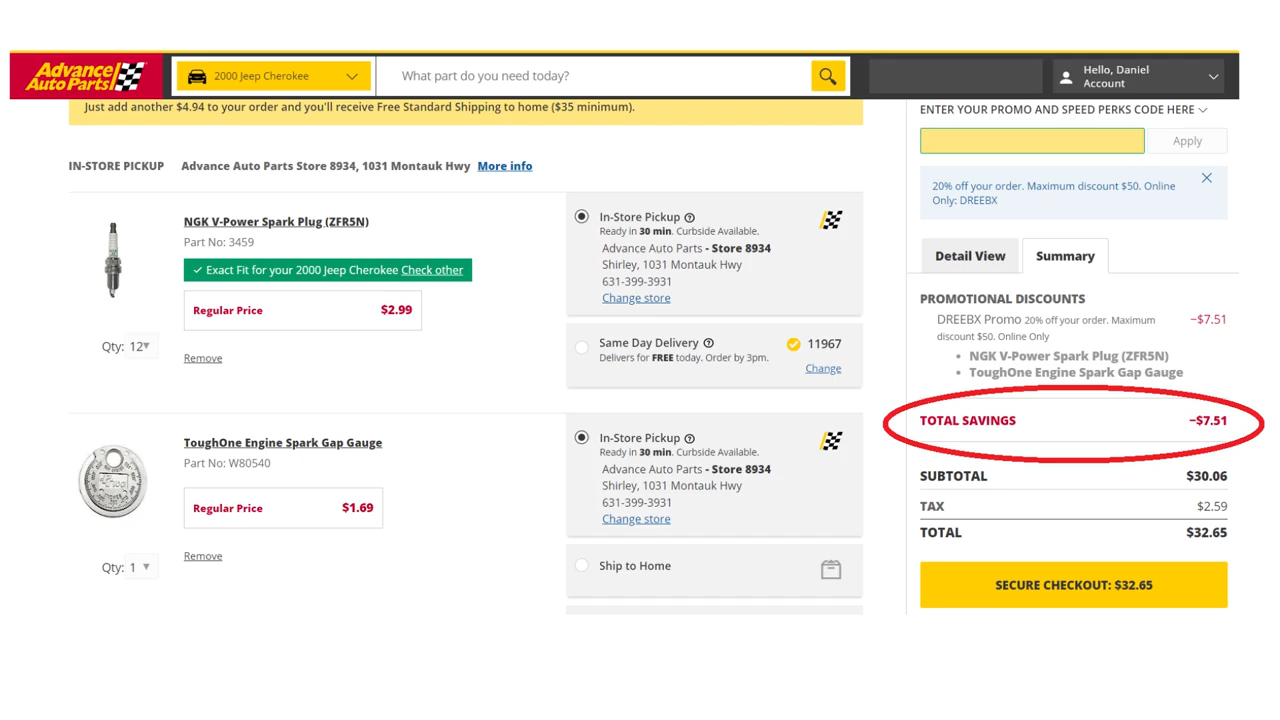 Advance!
Auto Parts
2000 Jeep Cherokee
What part do you need today?
Hello, Daniel
Account
Just add another $4.94 to your order and you'll receive Free Standard Shipping to home ($35 minimum).
IN-STORE PICKUP Advance Auto Parts Store 8934, 1031 Montauk Hwy More info
NGK V-Power Spark Plug (ZFR5N)
Part No: 3459
✓ Exact Fit for your 2000 Jeep Cherokee Check other
Regular Price $2.99
Qty: 12
Remove
In-Store Pickup
Ready in 30 min. Curbside Available.
Advance Auto Parts - Store 8934
Shirley, 1031 Montauk Hwy
631-399-3931
Change store
Same Day Delivery 11967
Delivers for FREE today. Order by 3pm.
Change
ToughOne Engine Spark Gap Gauge
Part No: W80540
Regular Price $1.69
Qty: 1
Remove
In-Store Pickup
Ready in 30 min. Curbside Available.
Advance Auto Parts - Store 8934
Shirley, 1031 Montauk Hwy
631-399-3931
Change store
Ship to Home
ENTER YOUR PROMO AND SPEED PERKS CODE HERE
Apply
20% off your order. Maximum discount $50. Online
Only: DREEBX
Detail View Summary
PROMOTIONAL DISCOUNTS
DREEBX Promo 20% off your order. Maximum −$7.51
discount $50. Online Only
• NGK V-Power Spark Plug (ZFR5N)
• ToughOne Engine Spark Gap Gauge
TOTAL SAVINGS −$7.51
SUBTOTAL $30.06
TAX $2.59
TOTAL $32.65
SECURE CHECKOUT: $32.65